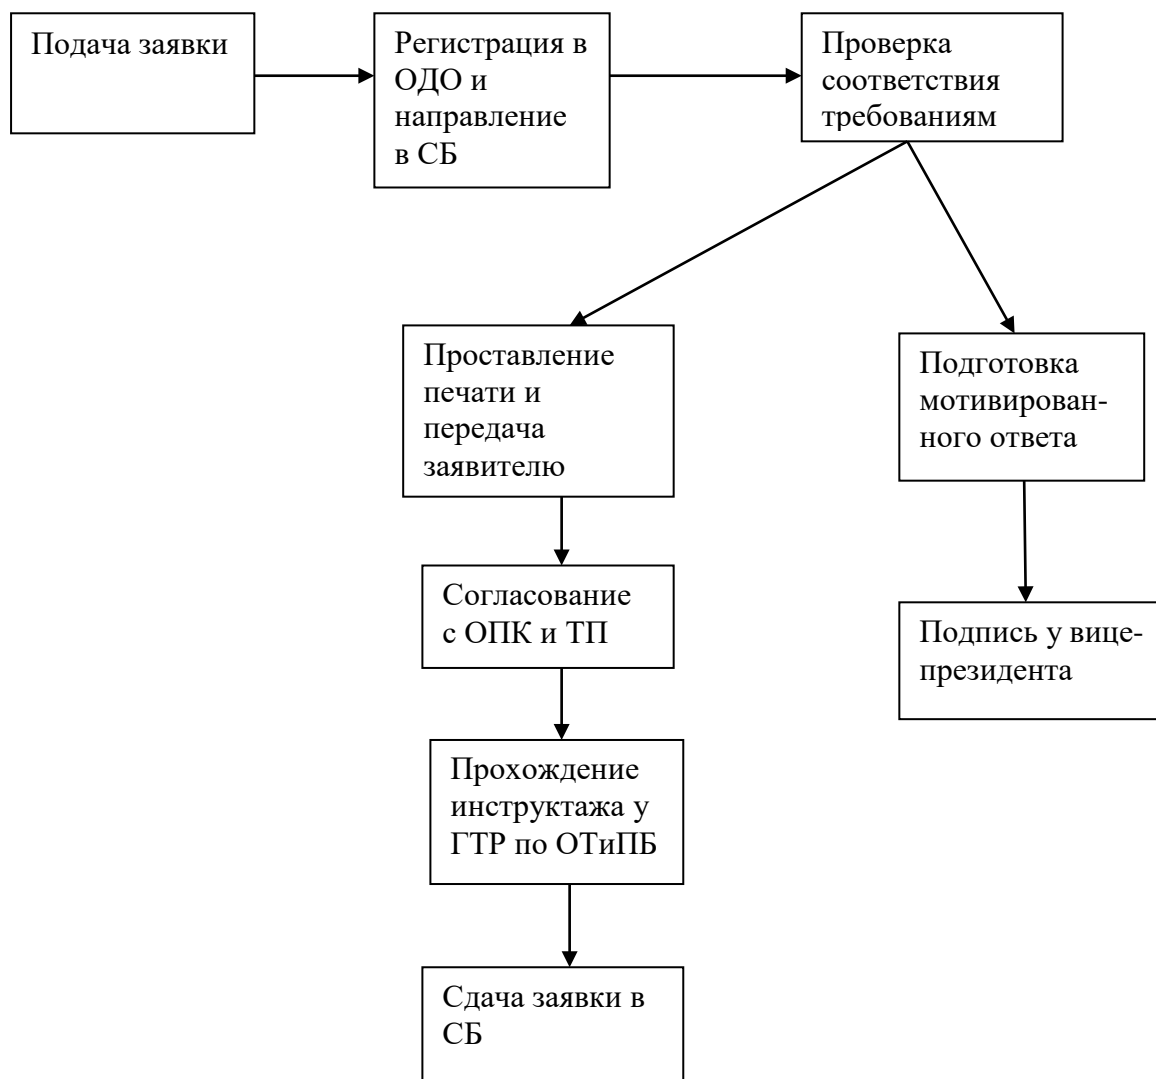 Подача заявки
Регистрация в
ОДО и
направление
в СБ
Проверка
соответствия
требованиям
Проставление
печати и
передача
заявителю
Подготовка
мотивирован-
ного ответа
Согласование
с ОПК и ТП
Подпись у вице-
президента
Прохождение
инструктажа у
ГТР по ОТиПБ
Сдача заявки в
СБ